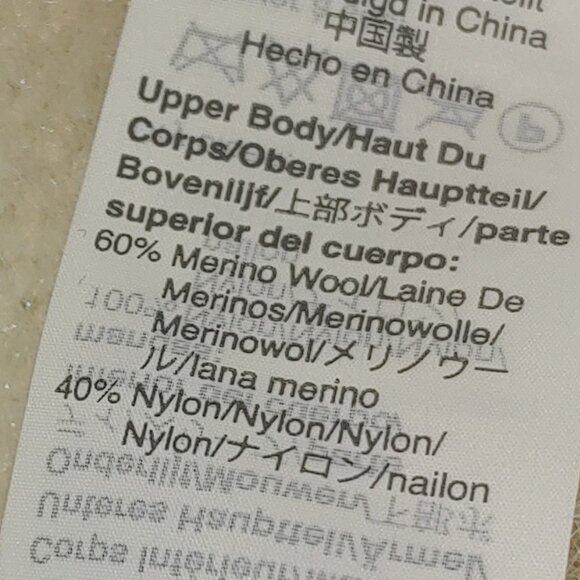 in China
中国製
Hecho en China
Upper Body/Haut Du
Corps/Oberes Hauptteil/
Bovenlijf/上部ボディ/parte
superior del cuerpo:
60% Merino Wool/Laine De
Merinos/Merinowolle/
Merinowol/メリノウー
ル/lana merino
40% Nylon/Nylon/Nylon/
Nylon/ナイロン/nailon